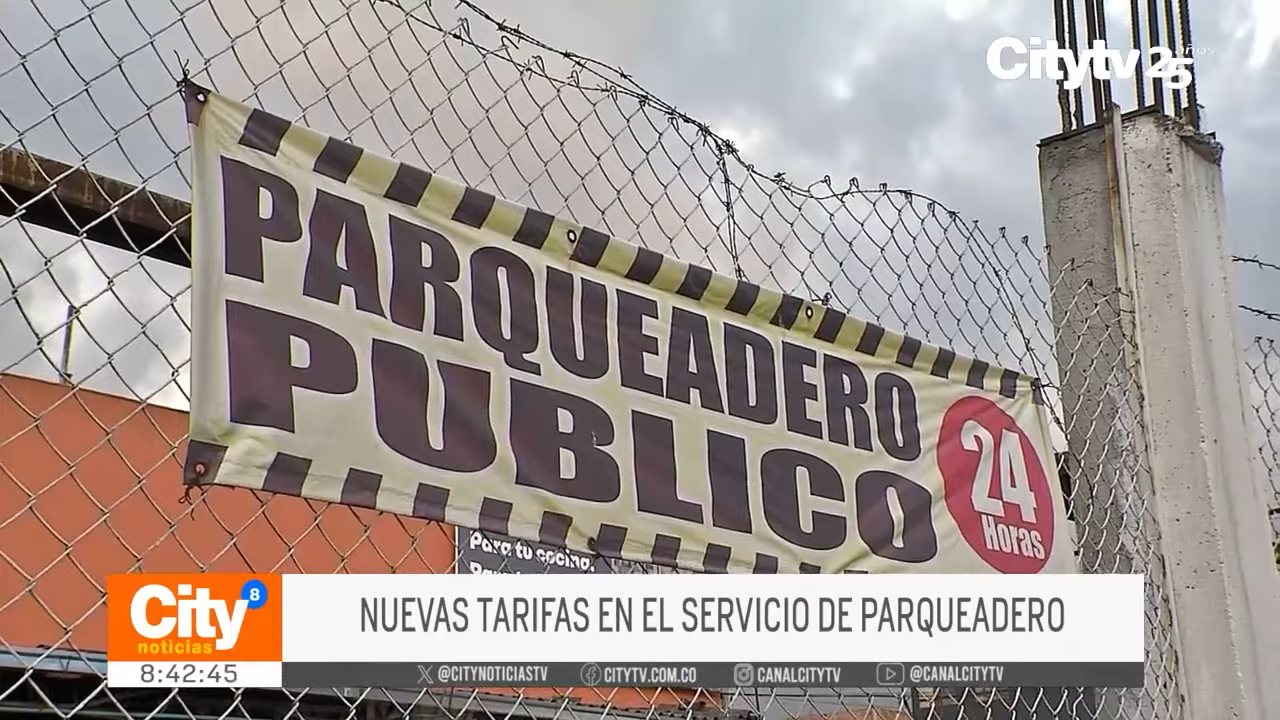 Citytv 25 años
PARQUEADERO
PUBLICO
24
Horas
Para tu cocina.
City 8
noticias
NUEVAS TARIFAS EN EL SERVICIO DE PARQUEADERO
8:42:45
@CITYNOTICIASTV CITYTV.COM.CO CANALCITYTV @CANALCITYTV